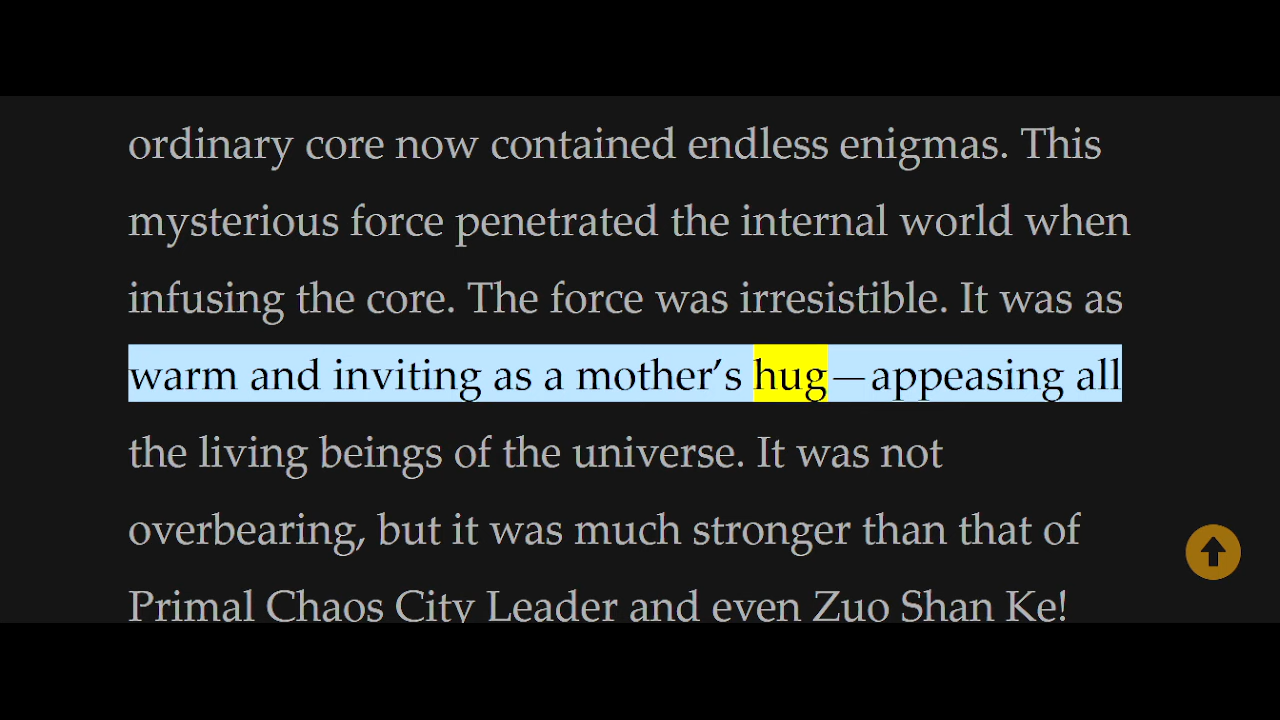 ordinary core now contained endless enigmas. This
mysterious force penetrated the internal world when
infusing the core. The force was irresistible. It was as
warm and inviting as a mother’s hug—appeasing all
the living beings of the universe. It was not
overbearing, but it was much stronger than that of
Primal Chaos City Leader and even Zuo Shan Ke!